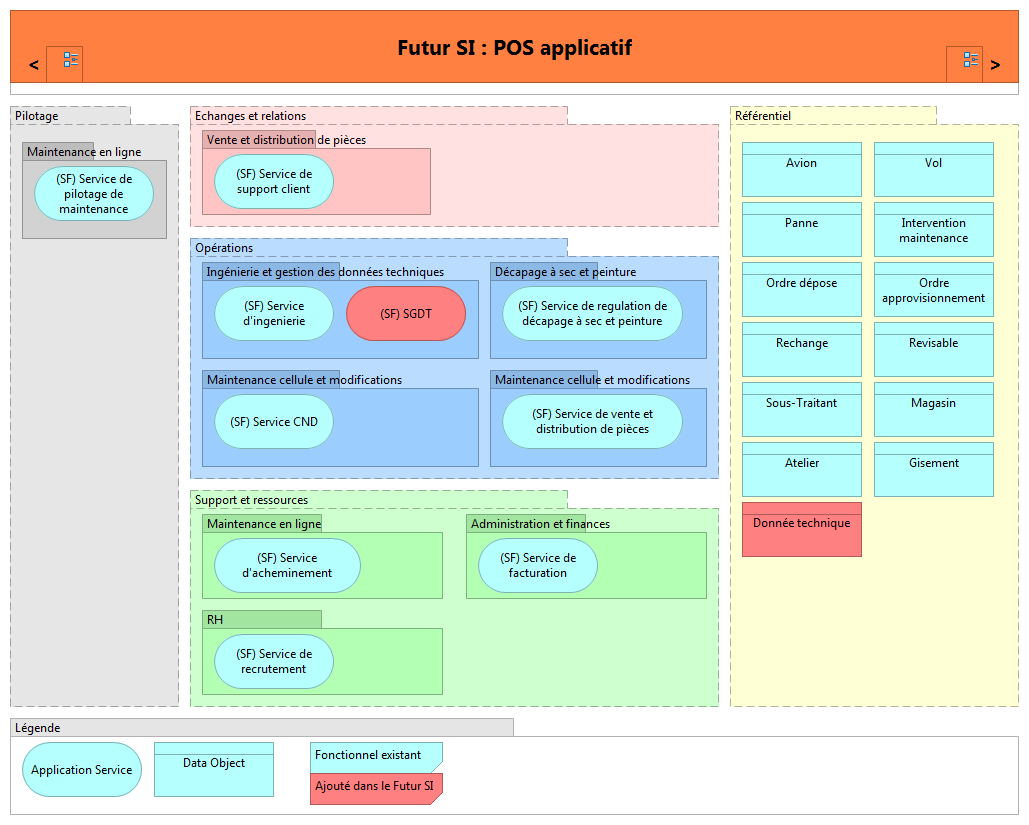 Futur SI : POS applicatif
<
>
Pilotage
Maintenance en ligne
(SF) Service de
pilotage de
maintenance
Echanges et relations
Vente et distribution de pièces
(SF) Service de
support client
Opérations
Ingénierie et gestion des données techniques
(SF) Service
d'ingenierie
(SF) SGDT
Décapage à sec et peinture
(SF) Service de regulation de
décapage à sec et peinture
Maintenance cellule et modifications
(SF) Service CND
Maintenance cellule et modifications
(SF) Service de vente et
distribution de pièces
Support et ressources
Maintenance en ligne
(SF) Service
d'acheminement
Administration et finances
(SF) Service de
facturation
RH
(SF) Service de
recrutement
Référentiel
Avion
Vol
Panne
Intervention
maintenance
Ordre dépose
Ordre
approvisionnement
Rechange
Revisable
Sous-Traitant
Magasin
Atelier
Gisement
Donnée technique
Légende
Application Service
Data Object
Fonctionnel existant
Ajouté dans le Futur SI